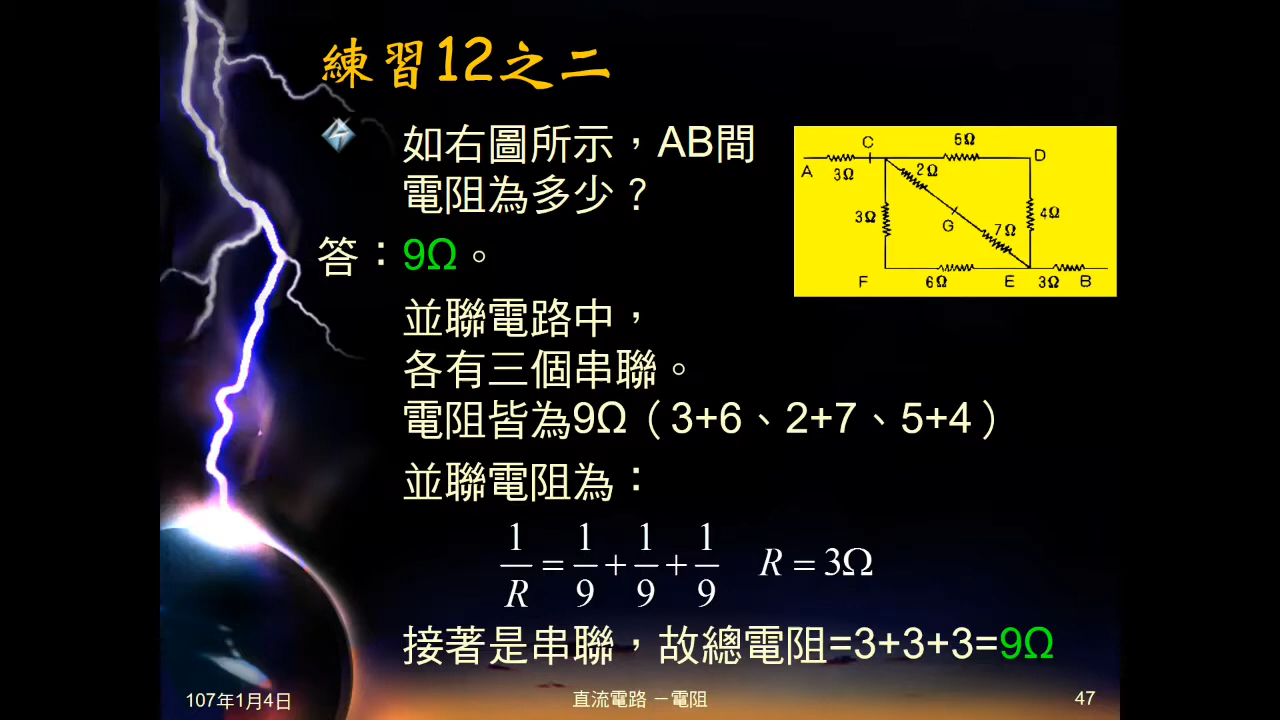 練習12之二
如右圖所示，AB間
電阻為多少？
答：9Ω。
並聯電路中，
各有三個串聯。
電阻皆為9Ω（3+6、2+7、5+4）
並聯電阻為：
1/R = 1/9 + 1/9 + 1/9 R = 3Ω
接著是串聯，故總電阻=3+3+3=9Ω
C 5Ω D
A 3Ω 2Ω
3Ω G 7Ω 4Ω
F 6Ω E 3Ω B
107年1月4日 直流電路 －電阻 47